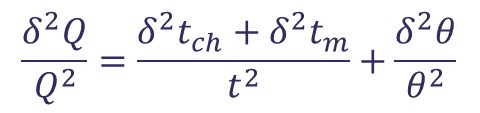 δ²Q/Q² = (δ²t_ch + δ²t_m)/t² + δ²θ/θ²